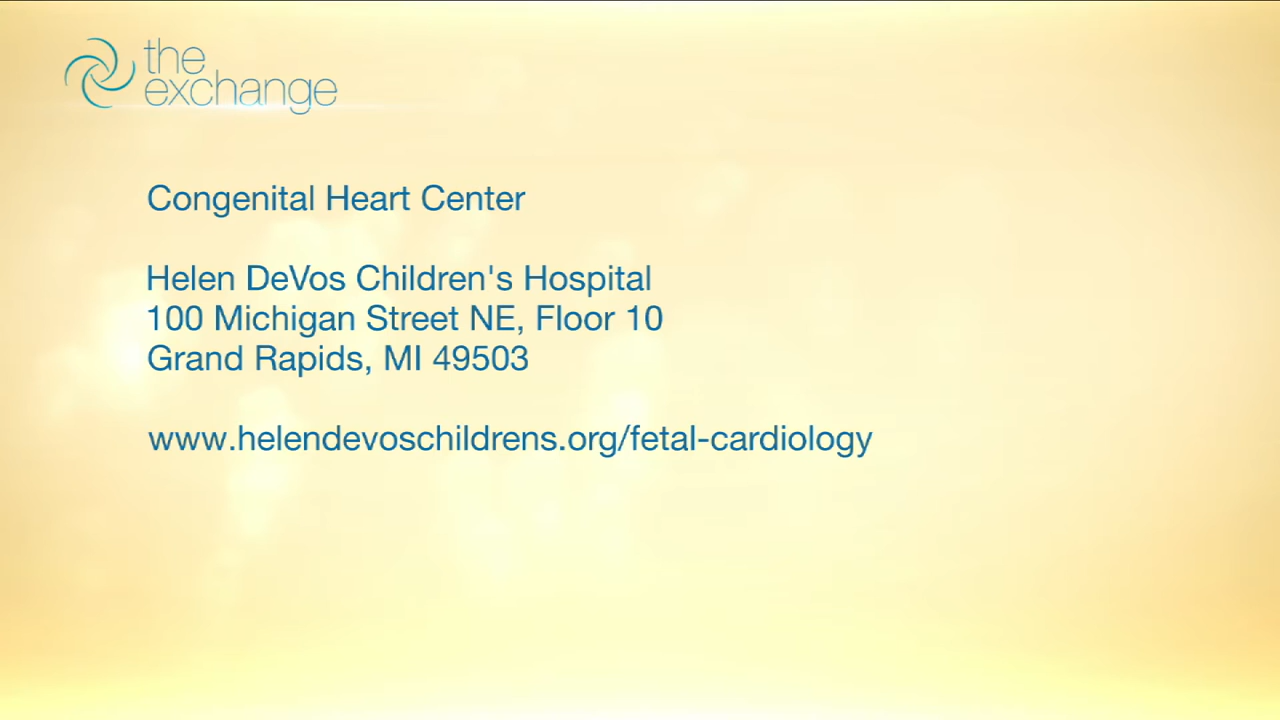 the
exchange
Congenital Heart Center
Helen DeVos Children's Hospital
100 Michigan Street NE, Floor 10
Grand Rapids, MI 49503
www.helendevoschildrens.org/fetal-cardiology